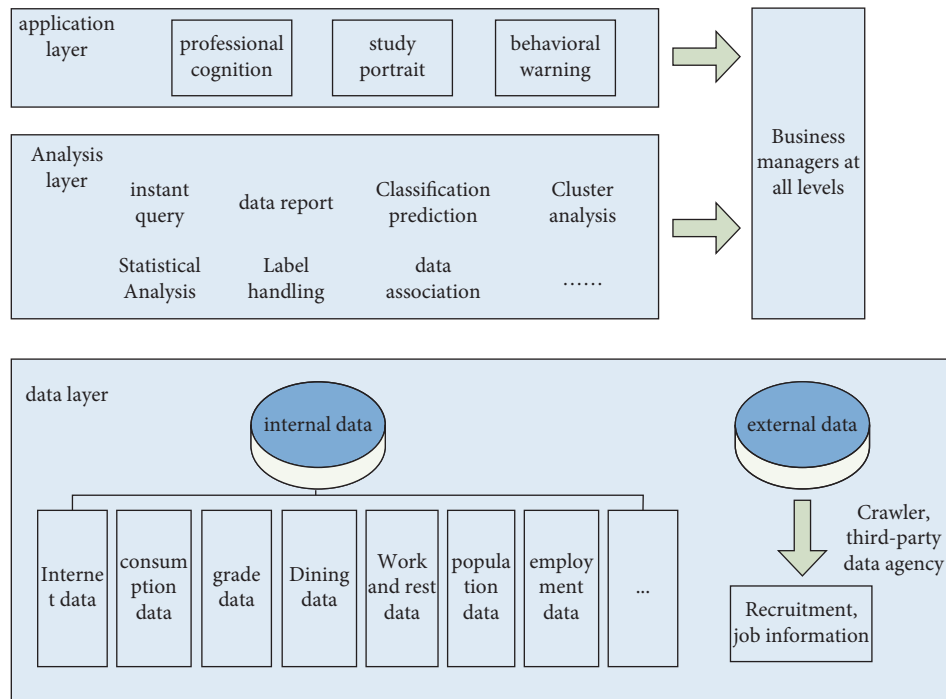 application
layer
professional
cognition
study
portrait
behavioral
warning
Business
managers at
all levels
Analysis
layer
instant
query
data report
Classification
prediction
Cluster
analysis
Statistical
Analysis
Label
handling
data
association
……
data layer
internal data
external data
Crawler,
third-party
data agency
Interne
t data
consum
ption
data
grade
data
Dining
data
Work
and rest
data
popula
tion
data
employ
ment
data
...
Recruitment,
job information